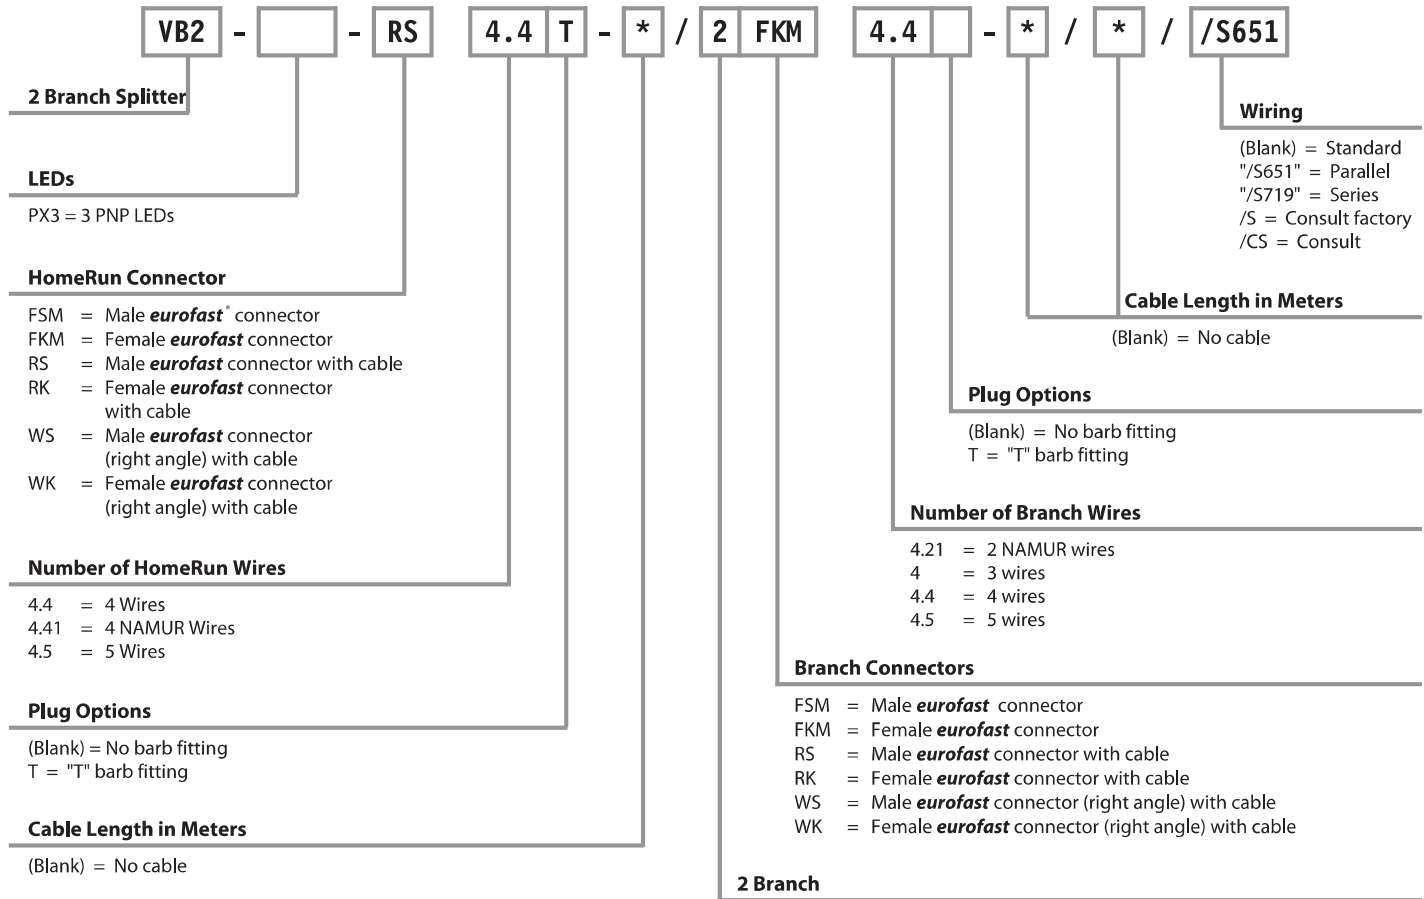 VB2 - - RS 4.4 T - * / 2 FKM 4.4 - * / * / /S651
2 Branch Splitter
LEDs
PX3 = 3 PNP LEDs
HomeRun Connector
FSM = Male eurofast* connector
FKM = Female eurofast connector
RS = Male eurofast connector with cable
RK = Female eurofast connector
with cable
WS = Male eurofast connector
(right angle) with cable
WK = Female eurofast connector
(right angle) with cable
Number of HomeRun Wires
4.4 = 4 Wires
4.41 = 4 NAMUR Wires
4.5 = 5 Wires
Plug Options
(Blank) = No barb fitting
T = "T" barb fitting
Cable Length in Meters
(Blank) = No cable
Wiring
(Blank) = Standard
"/S651" = Parallel
"/S719" = Series
/S = Consult factory
/CS = Consult
Cable Length in Meters
(Blank) = No cable
Plug Options
(Blank) = No barb fitting
T = "T" barb fitting
Number of Branch Wires
4.21 = 2 NAMUR wires
4 = 3 wires
4.4 = 4 wires
4.5 = 5 wires
Branch Connectors
FSM = Male eurofast connector
FKM = Female eurofast connector
RS = Male eurofast connector with cable
RK = Female eurofast connector with cable
WS = Male eurofast connector (right angle) with cable
WK = Female eurofast connector (right angle) with cable
2 Branch